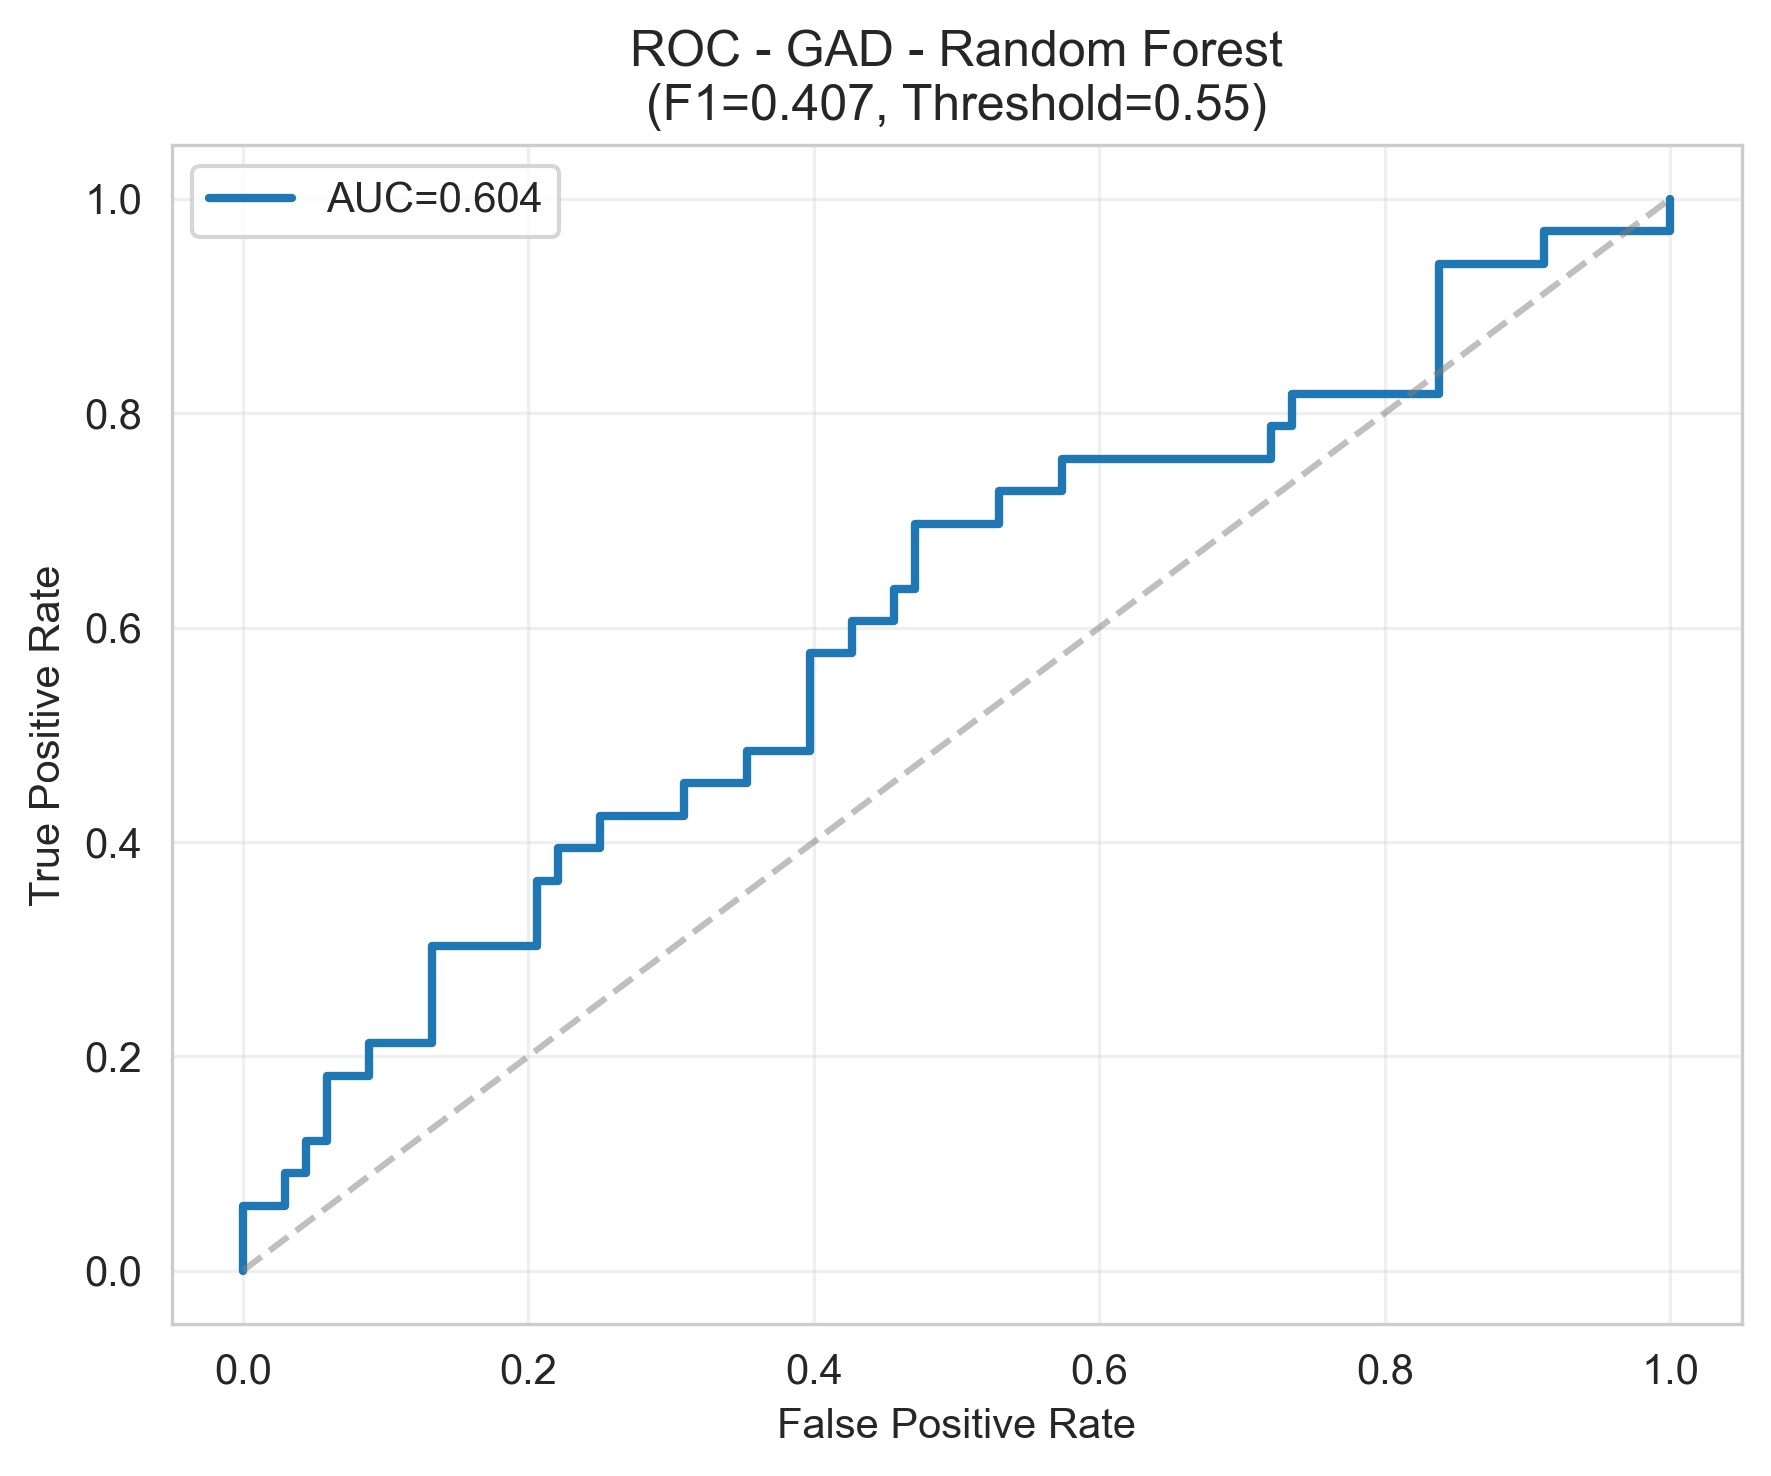 ROC - GAD - Random Forest
(F1=0.407, Threshold=0.55)
AUC=0.604
1.0
0.8
0.6
0.4
0.2
0.0
True Positive Rate
0.0 0.2 0.4 0.6 0.8 1.0
False Positive Rate